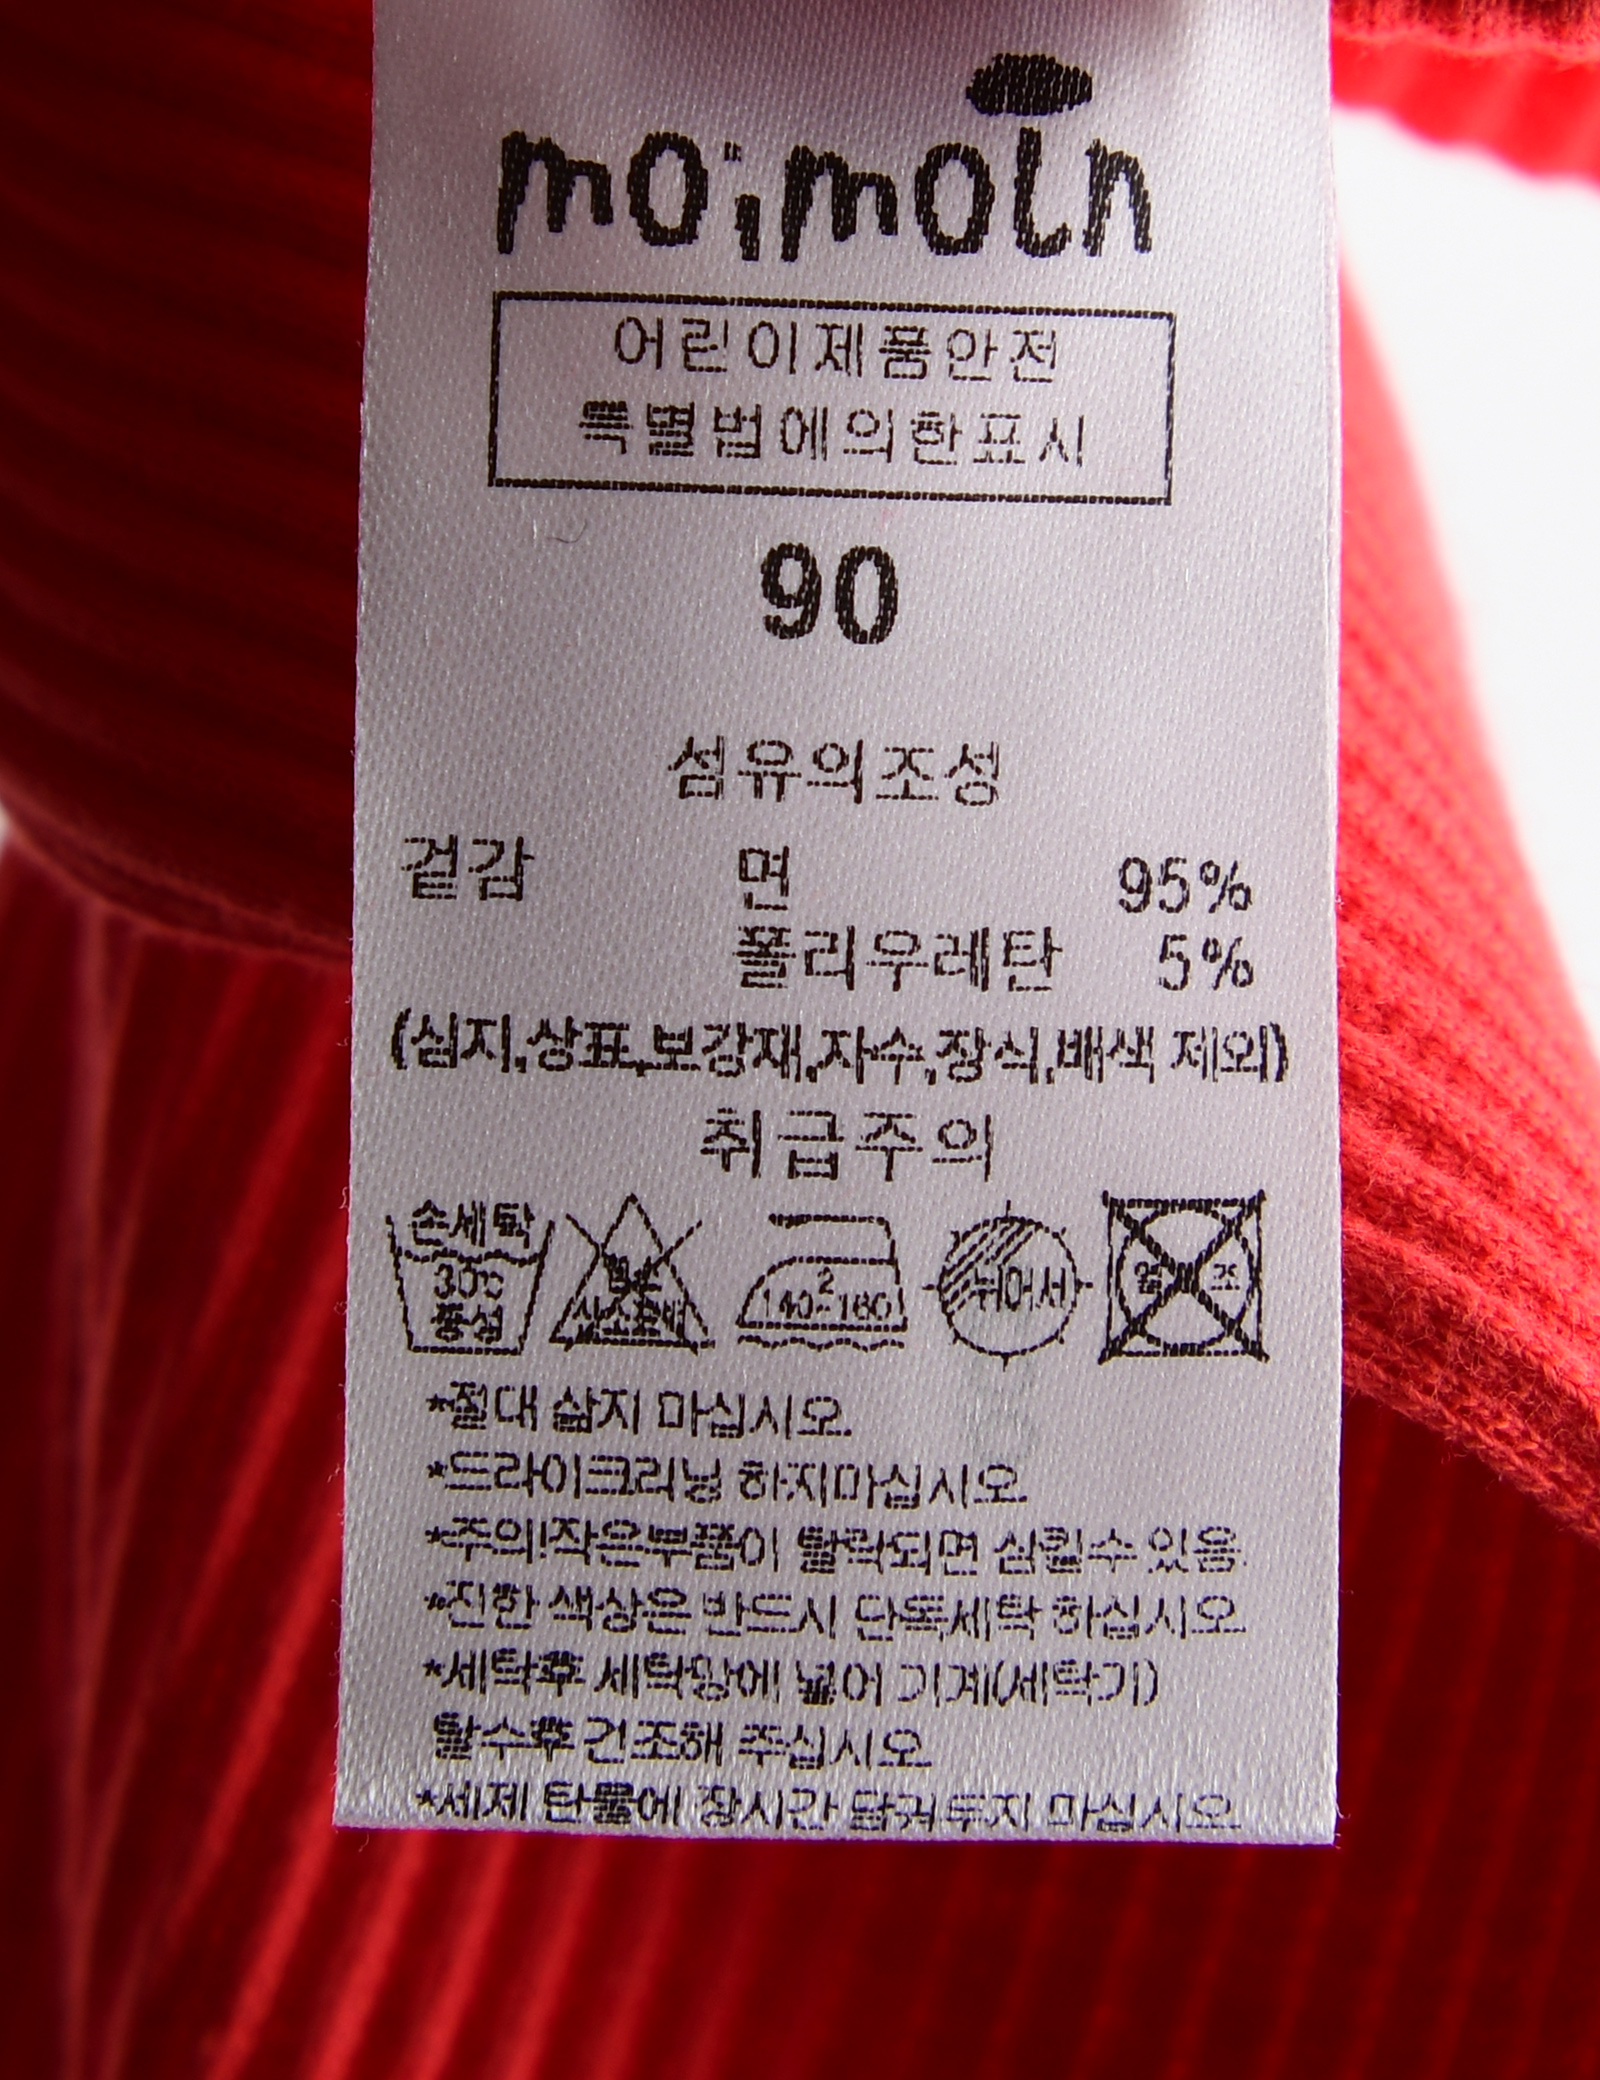 moimoln
어린이제품안전
특별법에의한표시
90
섬유의조성
겉감 면 95%
폴리우레탄 5%
(심지,상표,보강재,자수,장식,배색 제외)
취급주의
손세탁
30℃
중성
2
140-160
뉘어서
*절대 삶지 마십시오.
*드라이크리닝 하지마십시오.
*주의!작은부품이 탈락되면 삼킬수 있음.
*진한 색상은 반드시 단독세탁 하십시오.
*세탁후 세탁망에 넣어 기계(세탁기)
탈수후 건조해 주십시오.
*세제 탄물에 장시간 담궈두지 마십시오.